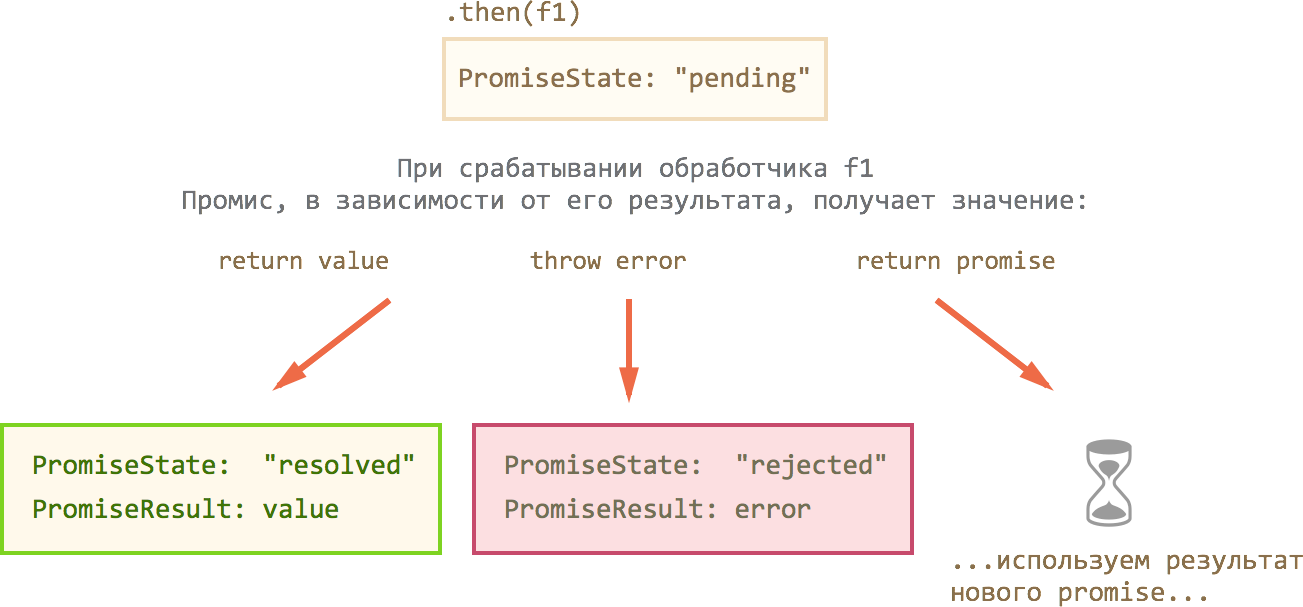 .then(f1)
PromiseState: "pending"
При срабатывании обработчика f1
Промис, в зависимости от его результата, получает значение:
return value
throw error
return promise
PromiseState: "resolved"
PromiseResult: value
PromiseState: "rejected"
PromiseResult: error
...используем результат
нового promise...